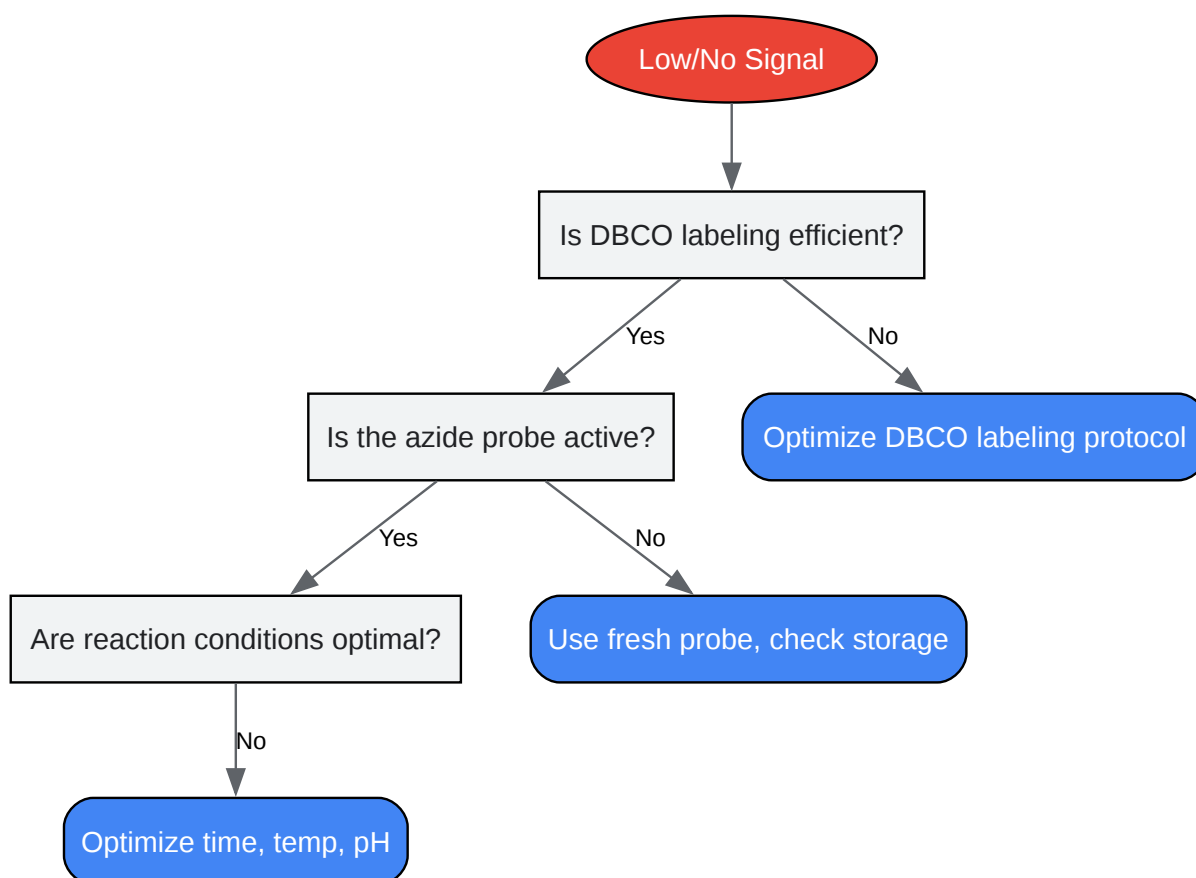 Low/No Signal
Is DBCO labeling efficient?
Yes
No
Is the azide probe active?
Optimize DBCO labeling protocol
Yes
No
Are reaction conditions optimal?
Use fresh probe, check storage
No
Optimize time, temp, pH